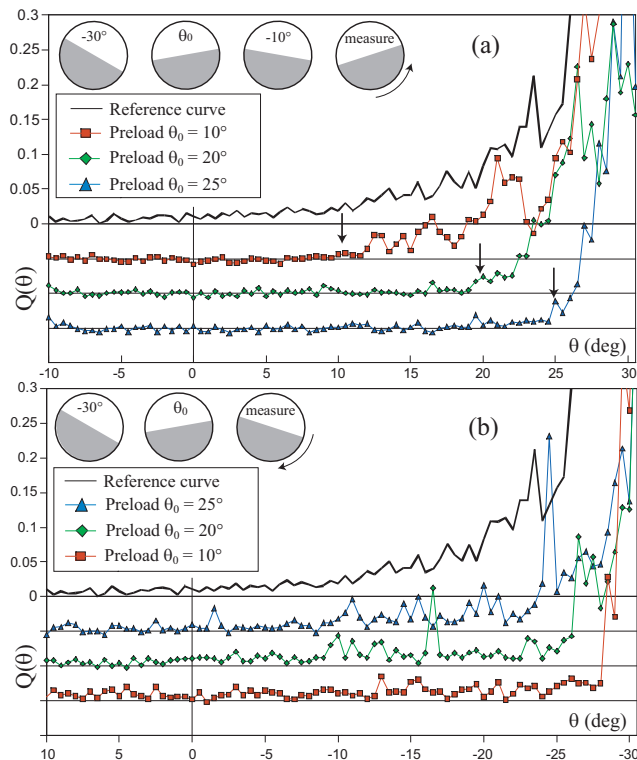 0.3
0.25
0.2
0.15
0.1
0.05
0
-30°
θ0
-10°
measure
(a)
Reference curve
Preload θ0 = 10°
Preload θ0 = 20°
Preload θ0 = 25°
Q(θ)
θ (deg)
-10 -5 0 5 10 15 20 25 30
0.3
0.25
0.2
0.15
0.1
0.05
0
-30°
θ0
measure
(b)
Reference curve
Preload θ0 = 25°
Preload θ0 = 20°
Preload θ0 = 10°
Q(θ)
θ (deg)
10 5 0 -5 -10 -15 -20 -25 -30